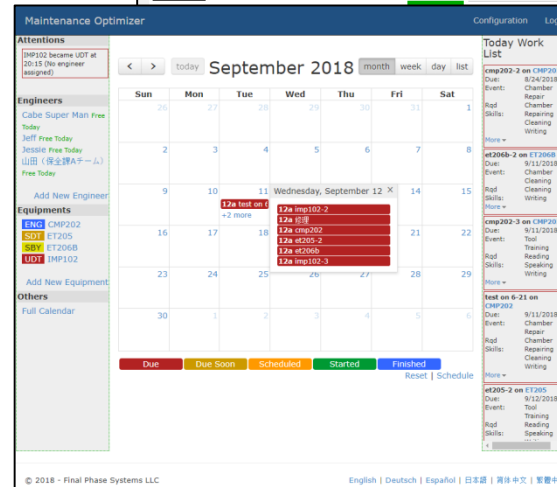 Maintenance Optimizer
Configuration
Log
Attentions
IMP102 became UDT at
20:15 (No engineer
assigned)
Engineers
Cabe Super Man Free
Today
Jeff Free Today
Jessie Free Today
山田（保全課Aチーム）
Free Today
Add New Engineer
Equipments
ENG CMP202
SDT ET205
SBY ET206B
UDT IMP102
Add New Equipment
Others
Full Calendar
today
September 2018
month week day list
Sun Mon Tue Wed Thu Fri Sat
26 27 28 29 30 31 1
2 3 4 5 6 7 8
9 10 11 Wednesday, September 12 × 14 15
12a test on 6
+2 more
12a imp102-2
12a 修理
12a cmp202
12a et205-2
12a et206b
12a imp102-3
16 17 18 21 22
23 24 25 26 27 28 29
30 1 2 3 4 5 6
Due Due Soon Scheduled Started Finished
Reset | Schedule
Today Work
List
cmp202-2 on CMP202
Due: 8/24/2018
Event: Chamber
Repair
Rqd Chamber
Skills: Repairing
Cleaning
Writing
More
et206b-2 on ET206B
Due: 9/11/2018
Event: Chamber
Cleaning
Rqd Cleaning
Skills: Writing
More
cmp202-3 on CMP202
Due: 9/11/2018
Event: Tool
Training
Rqd Reading
Skills: Speaking
Writing
More
test on 6-21 on
CMP202
Due: 9/11/2018
Event: Chamber
Repair
Rqd Chamber
Skills: Repairing
Cleaning
Writing
More
et205-2 on ET205
Due: 9/12/2018
Event: Tool
Training
Rqd Reading
Skills: Speaking
© 2018 - Final Phase Systems LLC
English | Deutsch | Español | 日本語 | 简体中文 | 繁體中